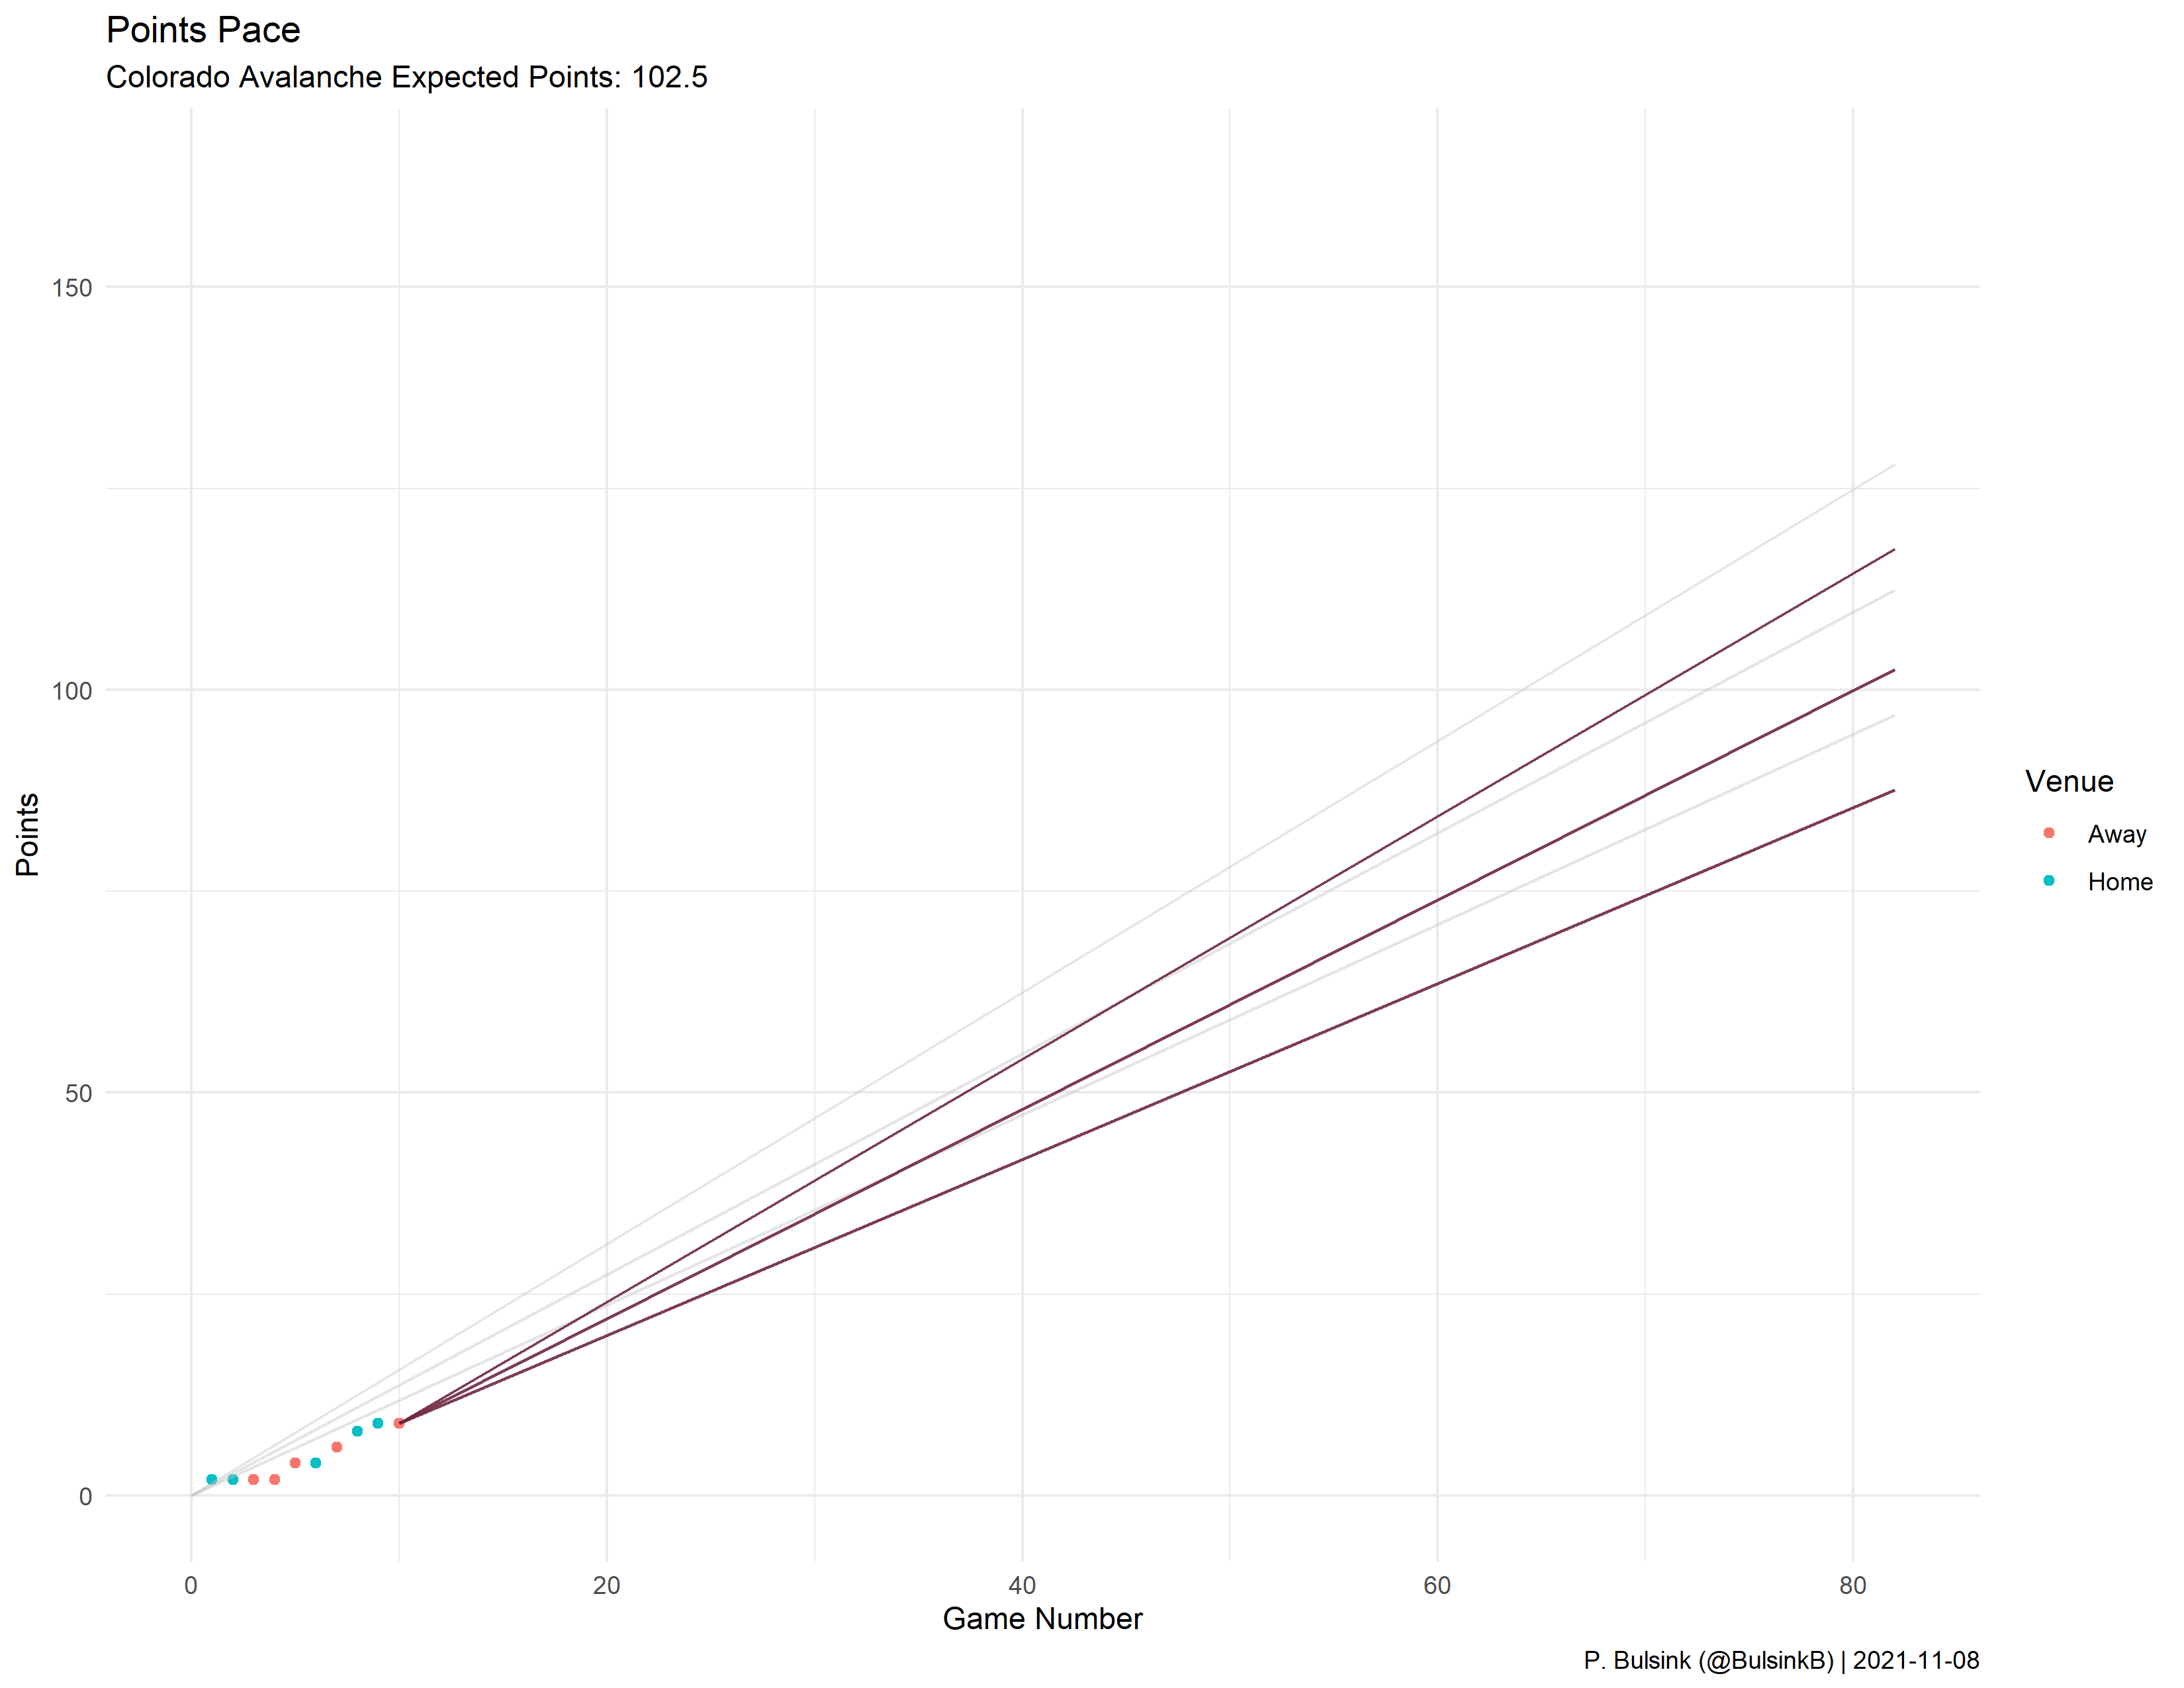 Points Pace
Colorado Avalanche Expected Points: 102.5
150
100
50
0
Points
0 20 40 60 80
Game Number
Venue
Away
Home
P. Bulsink (@BulsinkB) | 2021-11-08